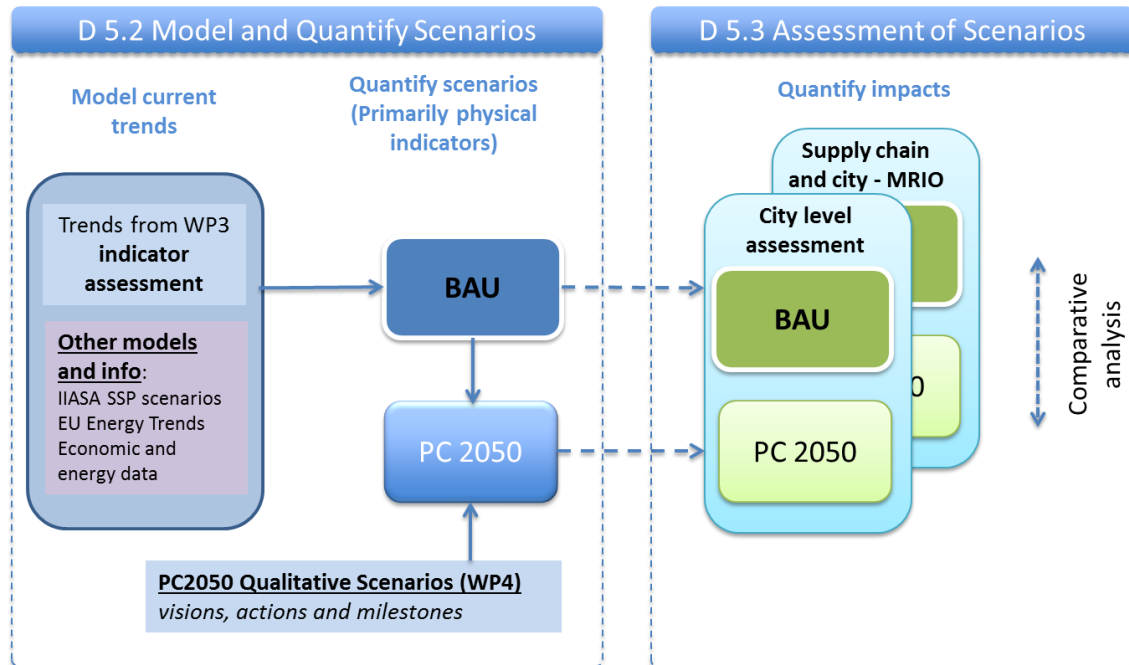 D 5.2 Model and Quantify Scenarios
Model current
trends
Quantify scenarios
(Primarily physical
indicators)
Trends from WP3
indicator
assessment
Other models
and info:
IIASA SSP scenarios
EU Energy Trends
Economic and
energy data
BAU
PC 2050
PC2050 Qualitative Scenarios (WP4)
visions, actions and milestones
D 5.3 Assessment of Scenarios
Quantify impacts
Supply chain
and city - MRIO
City level
assessment
BAU
PC 2050
0
Comparative
analysis